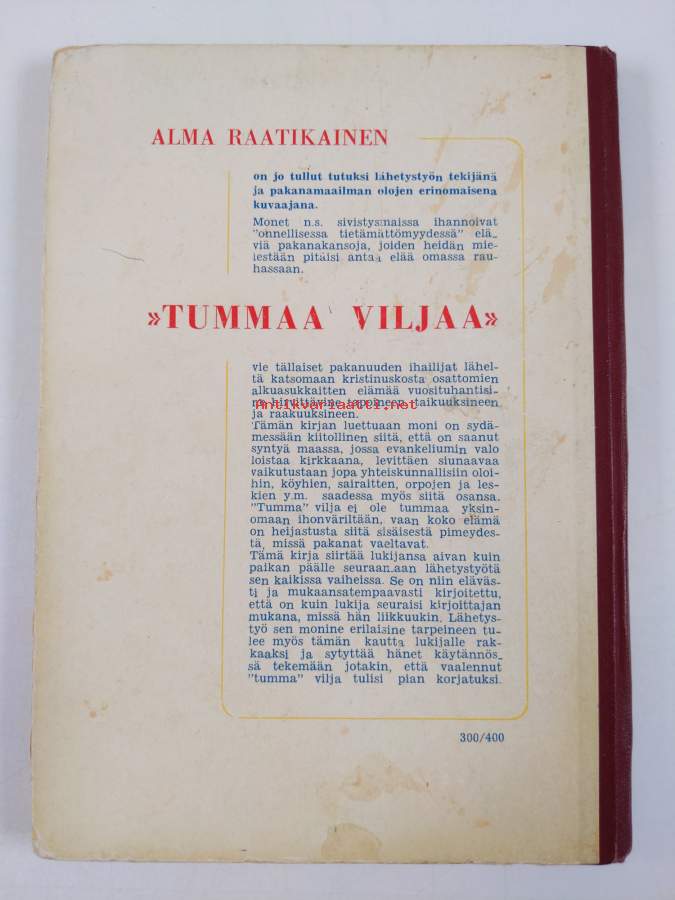 ALMA RAATIKAINEN
on jo tullut tutuksi lähetystyön tekijänä
ja pakanamaailman olojen erinomaisena
kuvaajana.
Monet n.s. sivistysmaissa ihannoivat
"onnellisessa tietämättömyydessä" elä-
viä pakanakansoja, joiden heidän mie-
lestään pitäisi antaa elää omassa rau-
hassaan.
»TUMMAA VILJAA»
vie tällaiset pakanuuden ihailijat lähel-
tä katsomaan kristinuskosta osattomien
alkuasukkaitten elämää vuosituhantisi-
ne hirvittävine tapoineen, taikuuksineen
Antikvariaatti.net
ja raakuuksineen.
Tämän kirjan luettuaan moni on sydä-
messään kiitollinen siitä, että on saanut
syntyä maassa, jossa evankeliumin valo
loistaa kirkkaana, levittäen siunaavaa
vaikutustaan jopa yhteiskunnallisiin oloi-
hin, köyhien, sairaitten, orpojen ja les-
kien y.m. saadessa myös siitä osansa.
"Tumma" vilja ei ole tummaa yksin-
omaan ihonväriltään, vaan koko elämä
on heijastusta siitä sisäisestä pimeydes-
tä, missä pakanat vaeltavat.
Tämä kirja siirtää lukijansa aivan kuin
paikan päälle seuraamaan lähetystyötä
sen kaikissa vaiheissa. Se on niin eläväs-
ti ja mukaansatempaavasti kirjoitettu,
että on kuin lukija seuraisi kirjoittajan
mukana, missä hän liikkuukin. Lähetys-
työ sen monine erilaisine tarpeineen tu-
lee myös tämän kautta lukijalle rak-
kaaksi ja sytyttää hänet käytännös-
sä tekemään jotakin, että vaalennut
"tumma" vilja tulisi pian korjatuksi.
300/400